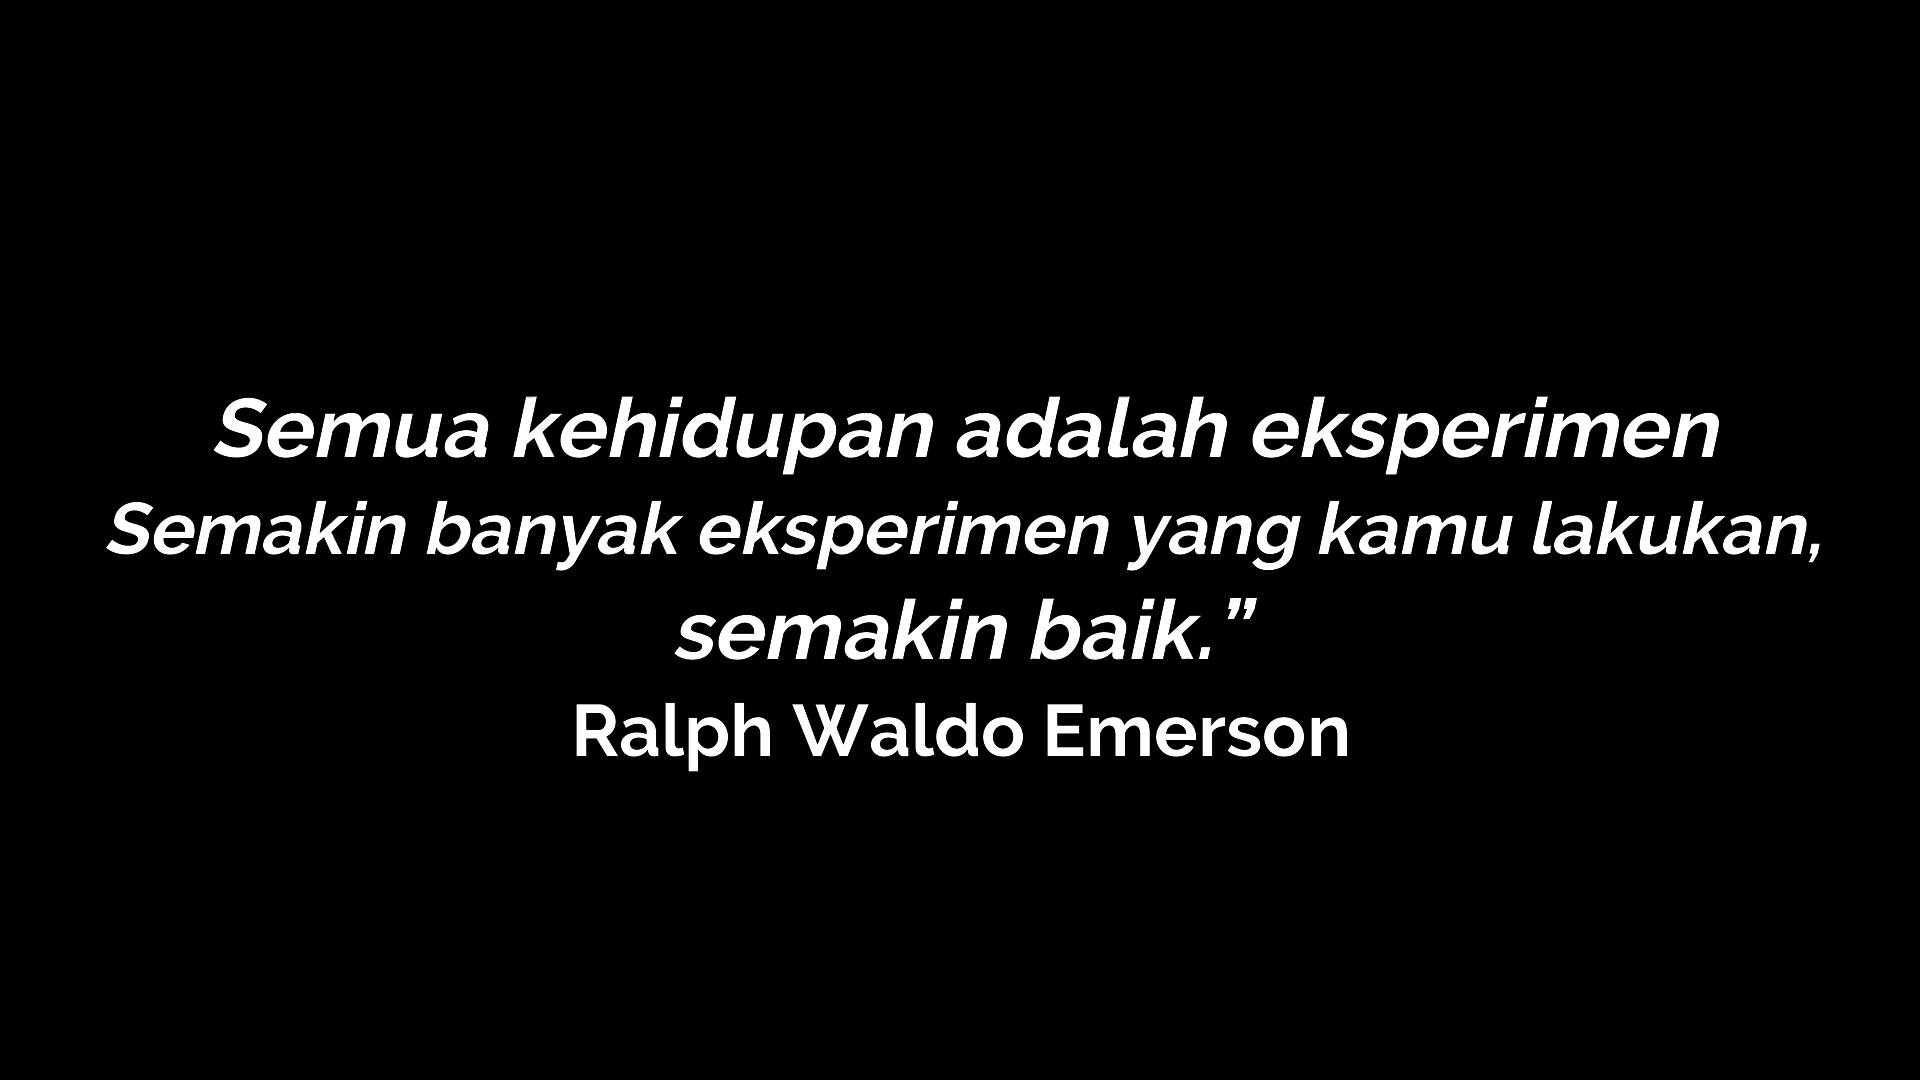 Semua kehidupan adalah eksperimen
Semakin banyak eksperimen yang kamu lakukan,
semakin baik.”
Ralph Waldo Emerson